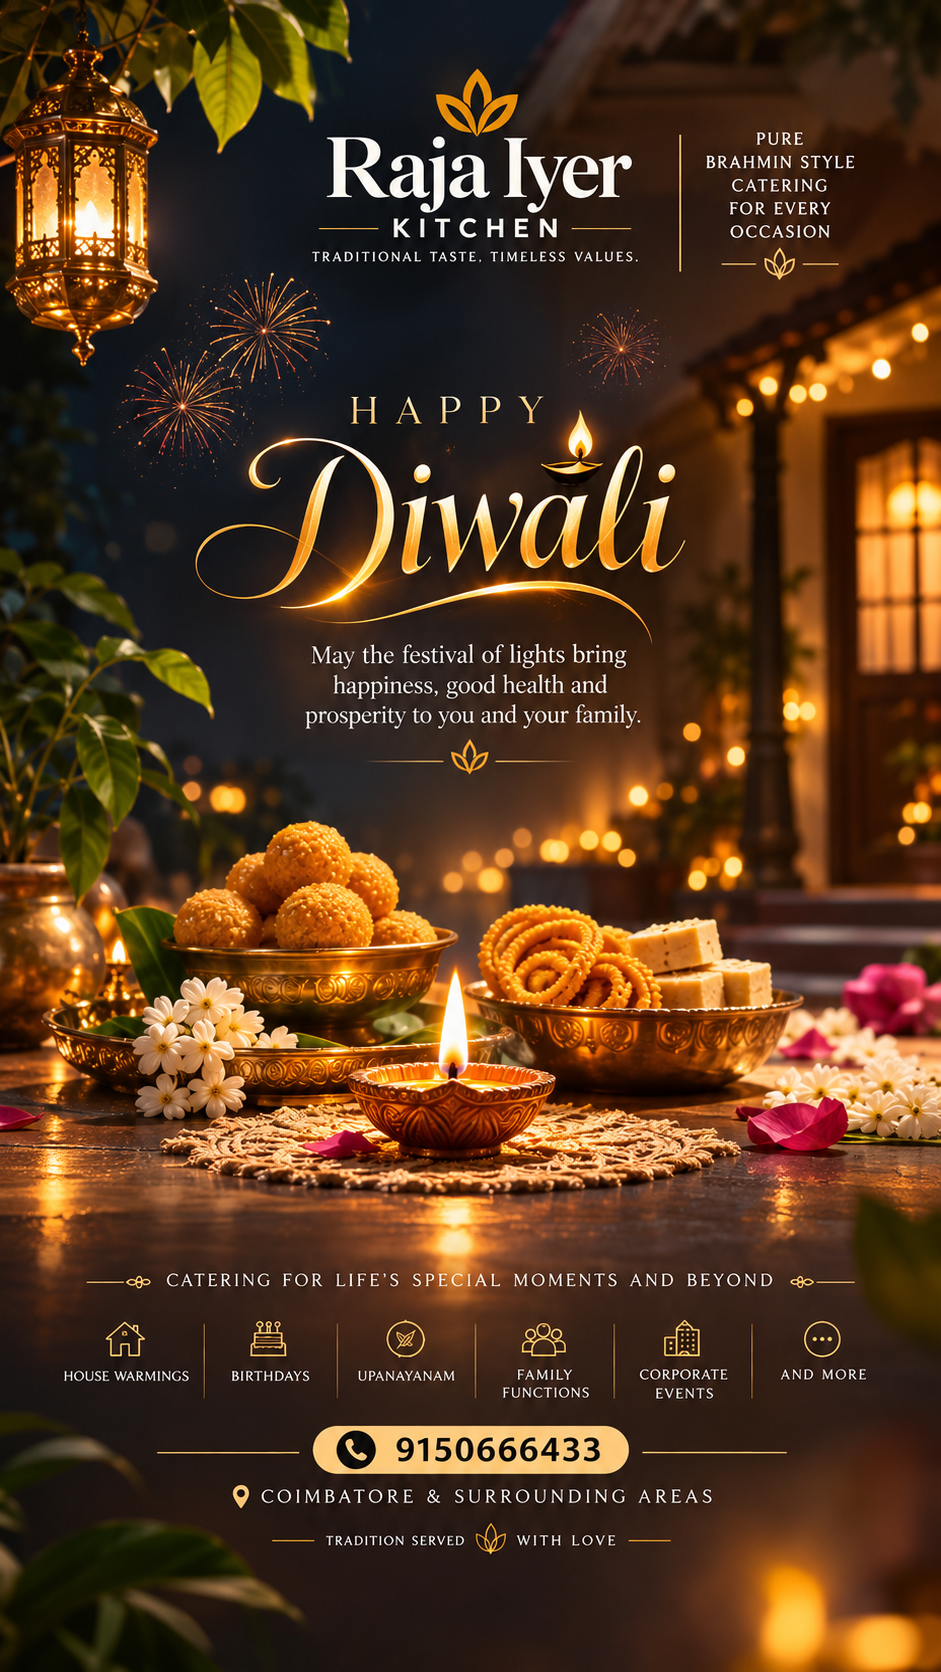 Raja Iyer
KITCHEN
TRADITIONAL TASTE. TIMELESS VALUES.
PURE
BRAHMIN STYLE
CATERING
FOR EVERY
OCCASION
HAPPY
Diwali
May the festival of lights bring
happiness, good health and
prosperity to you and your family.
CATERING FOR LIFE'S SPECIAL MOMENTS AND BEYOND
HOUSE WARMINGS
BIRTHDAYS
UPANAYANAM
FAMILY
FUNCTIONS
CORPORATE
EVENTS
AND MORE
9150666433
COIMBATORE & SURROUNDING AREAS
TRADITION SERVED WITH LOVE